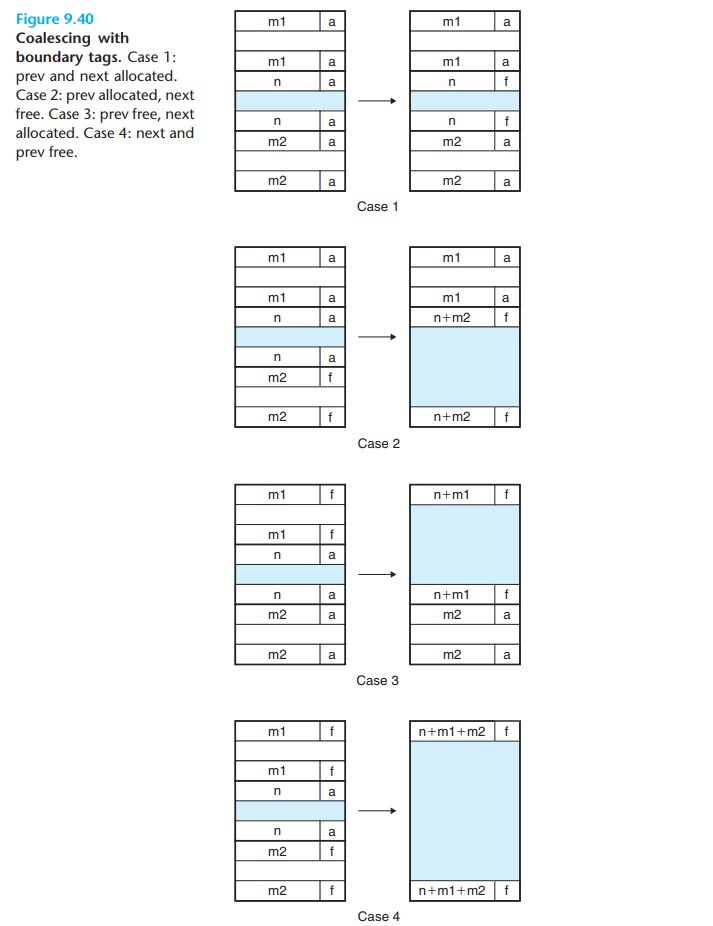 Figure 9.40
Coalescing with
boundary tags. Case 1:
prev and next allocated.
Case 2: prev allocated, next
free. Case 3: prev free, next
allocated. Case 4: next and
prev free.
m1 a m1 a
m1 a m1 a
n a n f
n a n f
m2 a m2 a
m2 a m2 a
Case 1
m1 a m1 a
m1 a m1 a
n a n+m2 f
n a
m2 f
m2 f n+m2 f
Case 2
m1 f n+m1 f
m1 f
n a
n a n+m1 f
m2 a m2 a
m2 a m2 a
Case 3
m1 f n+m1+m2 f
m1 f
n a
n a
m2 f
m2 f n+m1+m2 f
Case 4